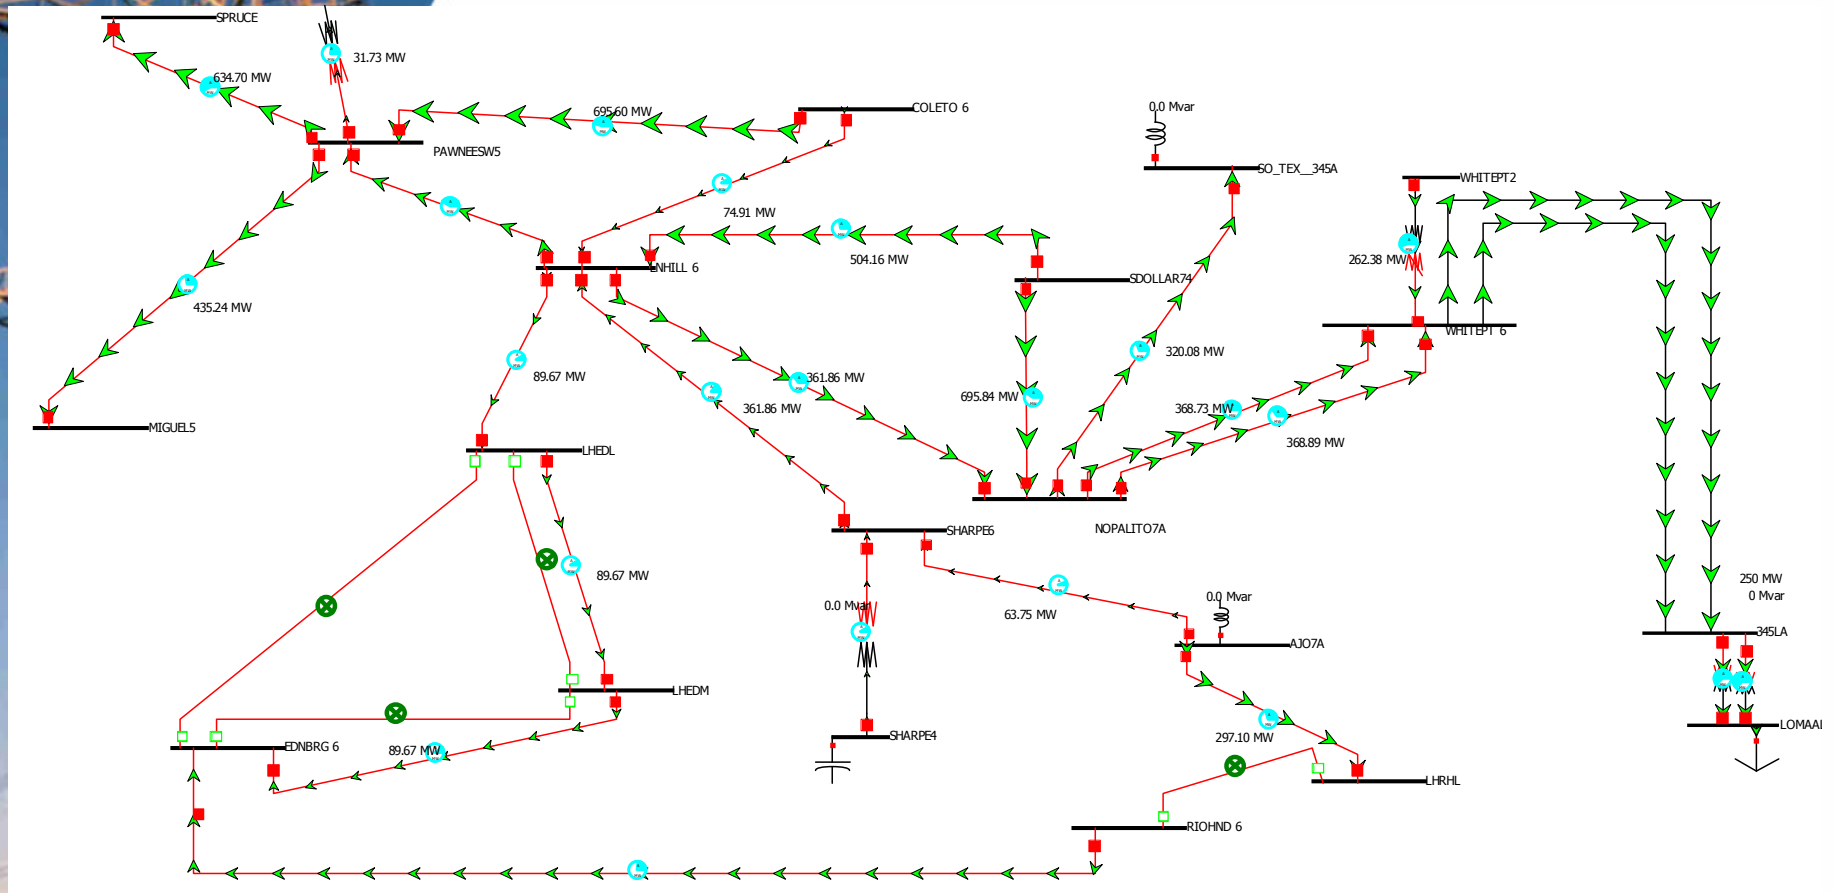 SPRUCE
31.73 MW
634.70 MW
695.60 MW
COLETO 6
0.0 Mvar
PAWNEESW5
SO_TEX__345A
WHITEPT2
74.91 MW
504.16 MW
262.38 MW
LNHILL 6
SDOLLAR74
435.24 MW
WHITEPT 6
320.08 MW
89.67 MW
361.86 MW
695.84 MW
361.86 MW
368.73 MW
368.89 MW
MIGUEL5
LHEDL
NOPALITO7A
SHARPE6
89.67 MW
250 MW
0 Mvar
0.0 Mvar
0.0 Mvar
63.75 MW
345LA
AJO7A
LHEDM
LOMAAL
SHARPE4
297.10 MW
EDNBRG 6
89.67 MW
LHRHL
RIOHND 6